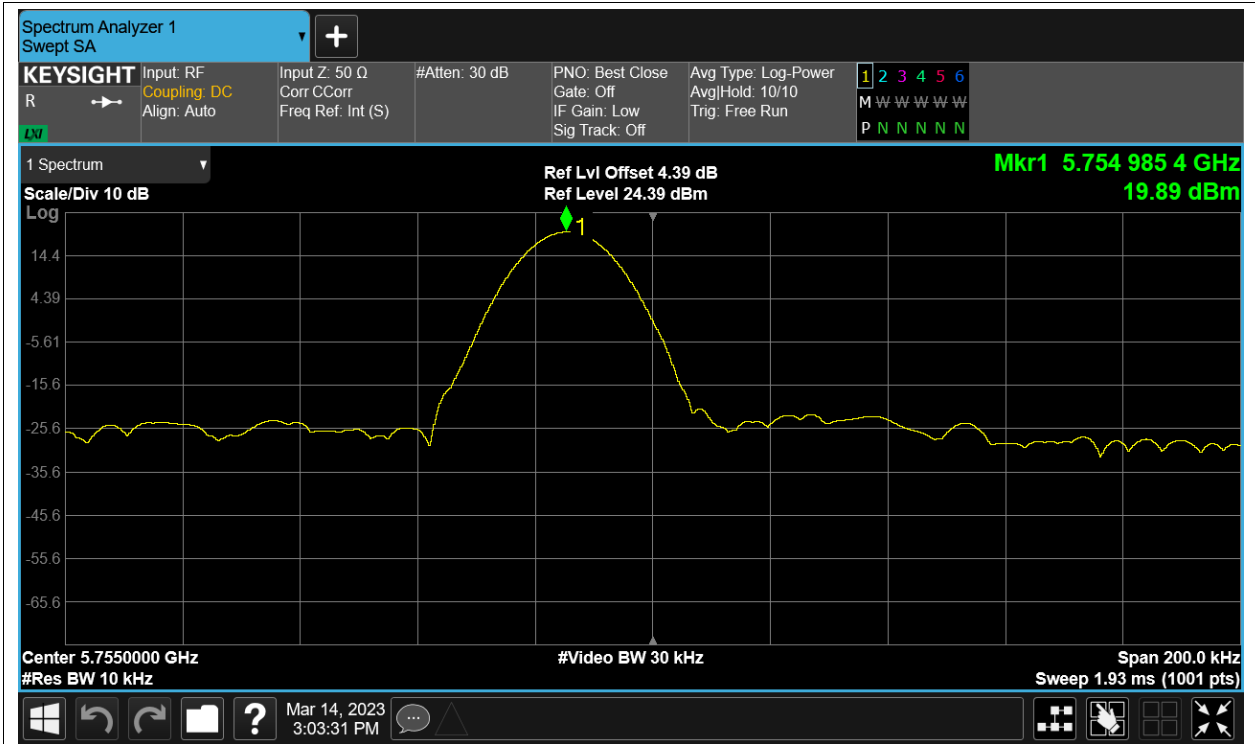 Spectrum Analyzer 1
Swept SA
KEYSIGHT
R
LXI
Input: RF
Coupling: DC
Align: Auto
Input Z: 50 Ω
Corr CCorr
Freq Ref: Int (S)
#Atten: 30 dB
PNO: Best Close
Gate: Off
IF Gain: Low
Sig Track: Off
Avg Type: Log-Power
Avg|Hold: 10/10
Trig: Free Run
1 2 3 4 5 6
M W W W W W W
P N N N N N N
1 Spectrum
Scale/Div 10 dB
Log
Ref Lvl Offset 4.39 dB
Ref Level 24.39 dBm
Mkr1 5.754 985 4 GHz
19.89 dBm
1
14.4
4.39
-5.61
-15.6
-25.6
-35.6
-45.6
-55.6
-65.6
Center 5.7550000 GHz
#Video BW 30 kHz
Span 200.0 kHz
#Res BW 10 kHz
Sweep 1.93 ms (1001 pts)
?
Mar 14, 2023
3:03:31 PM